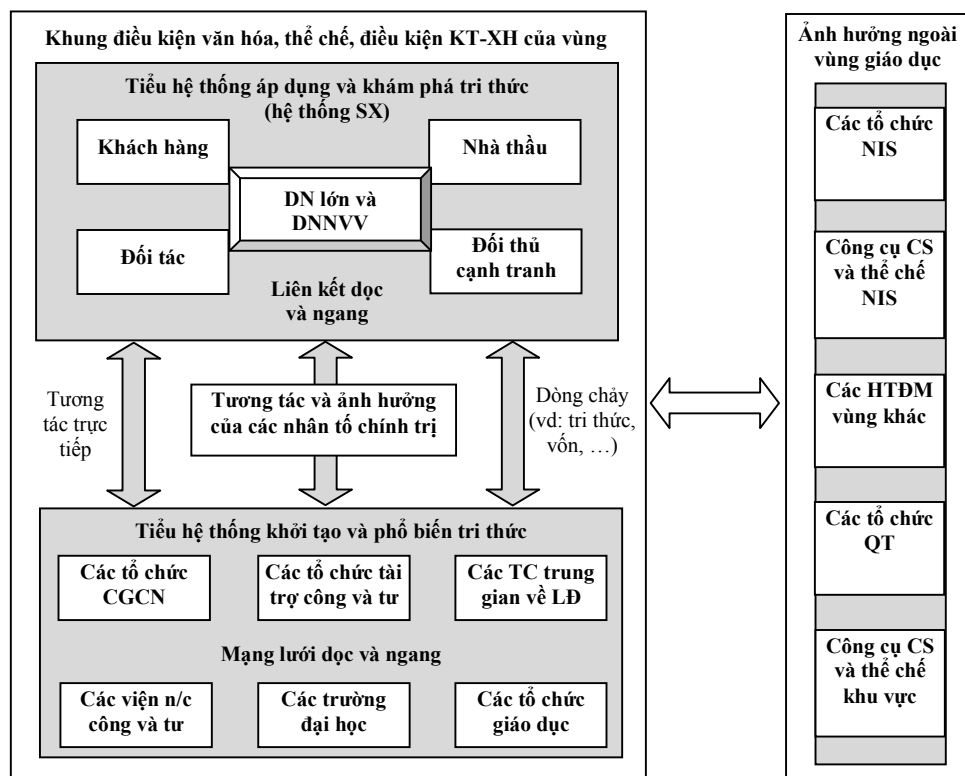 Khung điều kiện văn hóa, thể chế, điều kiện KT-XH của vùng
Tiểu hệ thống áp dụng và khám phá tri thức
(hệ thống SX)
Khách hàng
Nhà thầu
DN lớn và
DNNVV
Đối tác
Đối thủ
cạnh tranh
Liên kết dọc
và ngang
Tương
tác trực
tiếp
Tương tác và ảnh hưởng
của các nhân tố chính trị
Dòng chảy
(vd: tri thức,
vốn, …)
Tiểu hệ thống khởi tạo và phổ biến tri thức
Các tổ chức
CGCN
Các tổ chức tài
trợ công và tư
Các TC trung
gian về LĐ
Mạng lưới dọc và ngang
Các viện n/c
công và tư
Các trường
đại học
Các tổ chức
giáo dục
Ảnh hưởng ngoài
vùng giáo dục
Các tổ chức
NIS
Công cụ CS
và thể chế
NIS
Các HTĐM
vùng khác
Các tổ chức
QT
Công cụ CS
và thể chế
khu vực